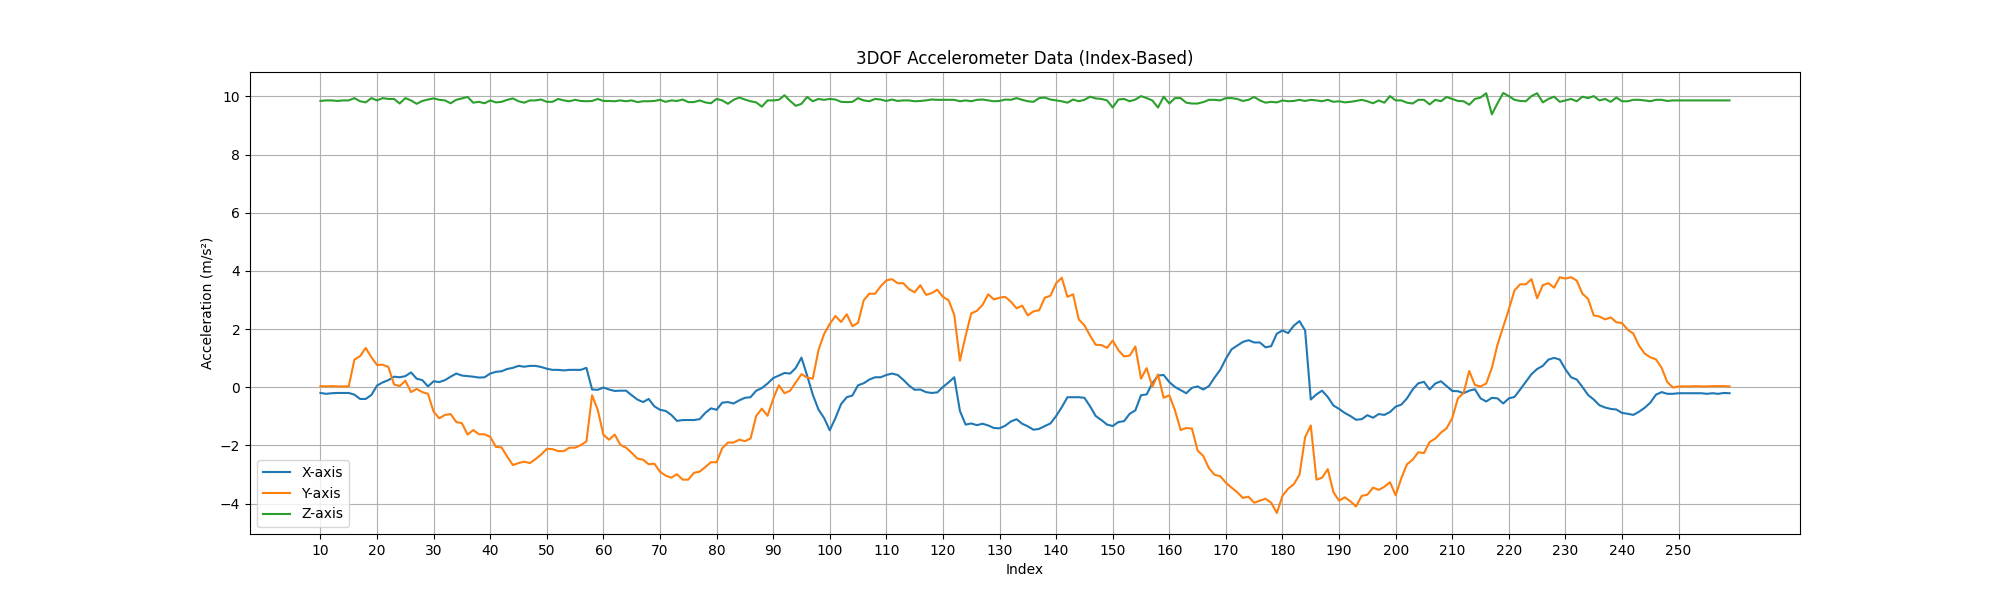 3DOF Accelerometer Data (Index-Based)
Acceleration (m/s²)
10
8
6
4
2
0
−2
−4
X-axis
Y-axis
Z-axis
10 20 30 40 50 60 70 80 90 100 110 120 130 140 150 160 170 180 190 200 210 220 230 240 250
Index